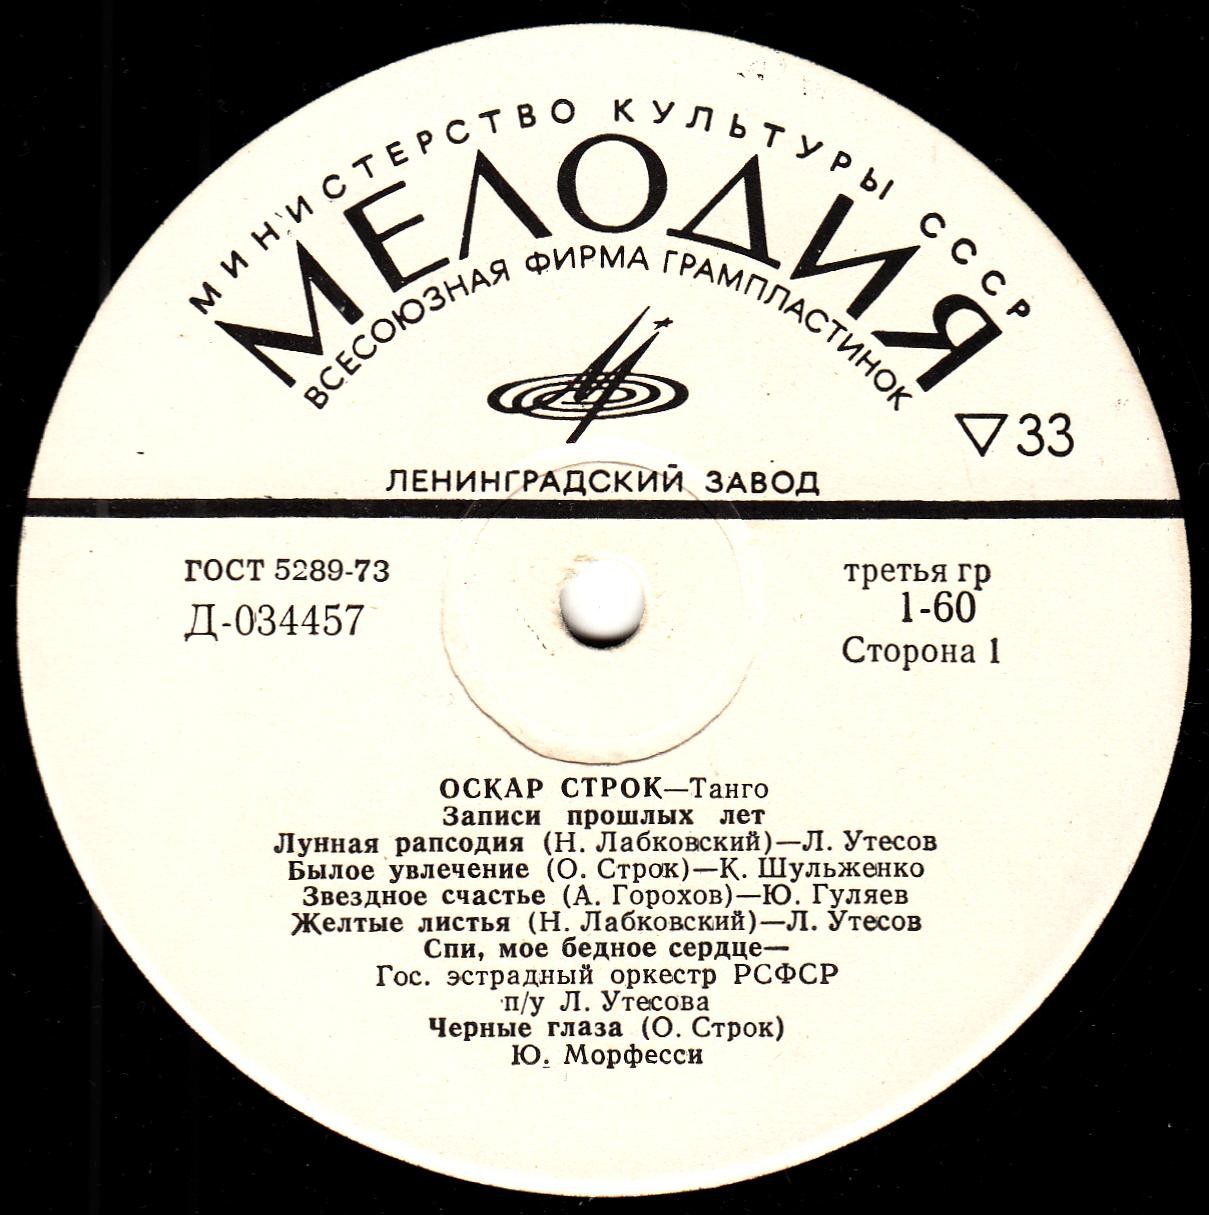 МИНИСТЕРСТВО КУЛЬТУРЫ СССР
МЕЛОДИЯ
ВСЕСОЮЗНАЯ ФИРМА ГРАМПЛАСТИНОК
33
ЛЕНИНГРАДСКИЙ ЗАВОД
ГОСТ 5289-73
Д-034457
третья гр
1-60
Сторона 1
ОСКАР СТРОК—Танго
Записи прошлых лет
Лунная рапсодия (Н. Лабковский)—Л. Утесов
Былое увлечение (О. Строк)—К. Шульженко
Звездное счастье (А. Горохов)—Ю. Гуляев
Желтые листья (Н. Лабковский)—Л. Утесов
Спи, мое бедное сердце—
Гос. эстрадный оркестр РСФСР
п/у Л. Утесова
Черные глаза (О. Строк)
Ю. Морфесси